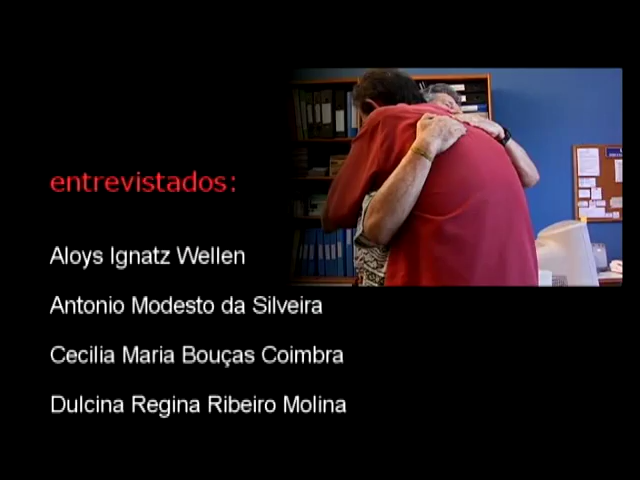 entrevistados:
Aloys Ignatz Wellen
Antonio Modesto da Silveira
Cecilia Maria Bouças Coimbra
Dulcina Regina Ribeiro Molina